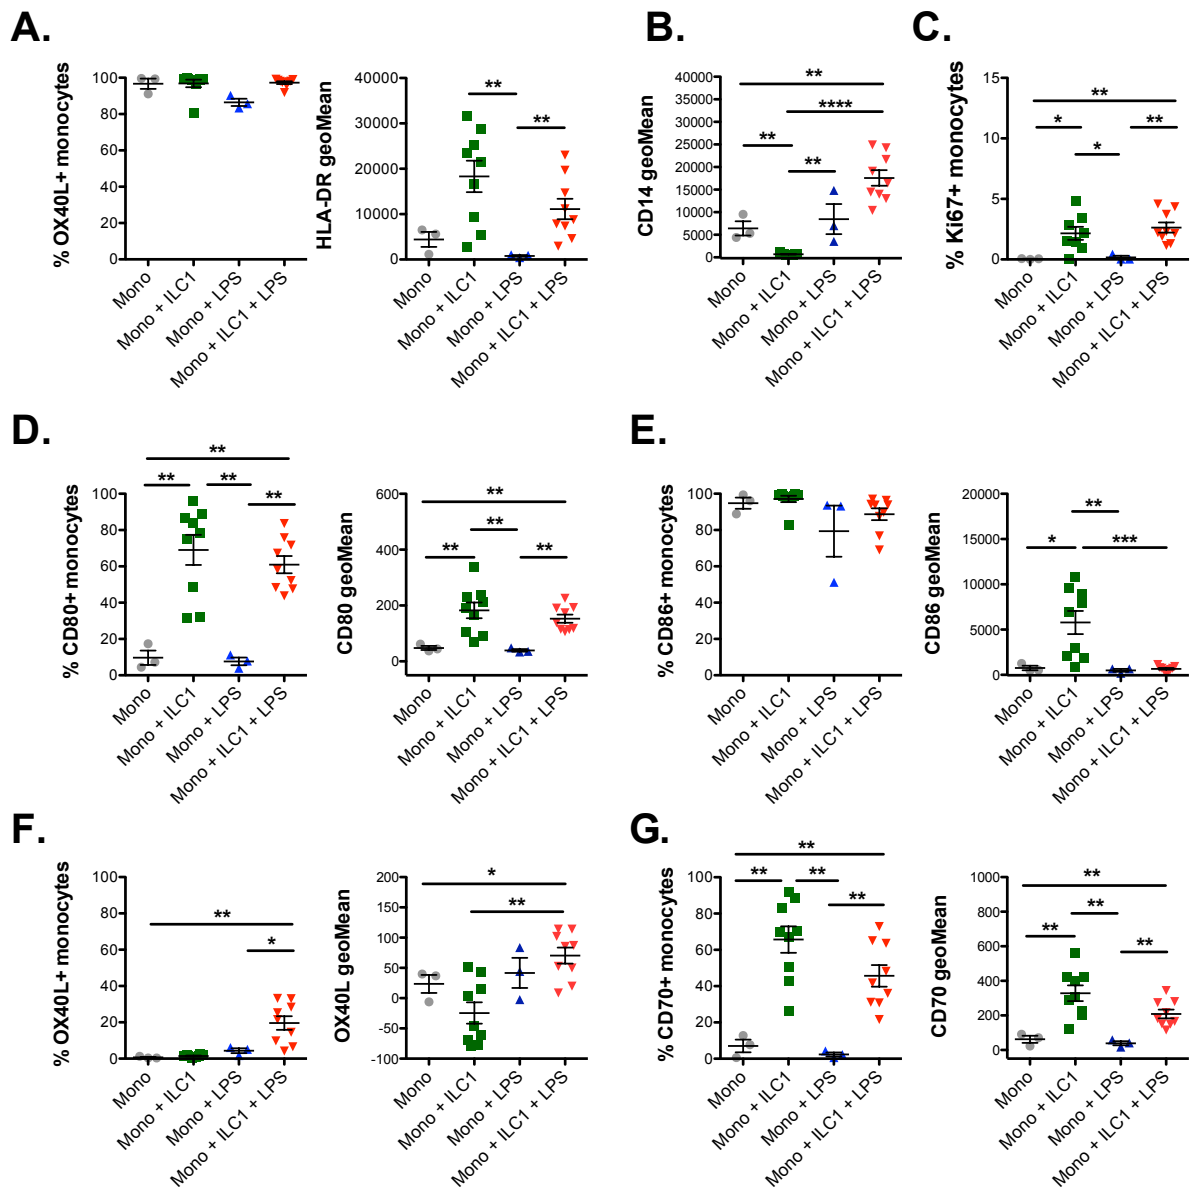 A.
B.
C.
% OX40L+ monocytes
100
80
60
40
20
0
Mono
Mono + ILC1
Mono + LPS
Mono + ILC1 + LPS
HLA-DR geoMean
40000
30000
20000
10000
0
**
**
Mono
Mono + ILC1
Mono + LPS
Mono + ILC1 + LPS
CD14 geoMean
40000
35000
30000
25000
20000
15000
10000
5000
0
**
****
**
**
Mono
Mono + ILC1
Mono + LPS
Mono + ILC1 + LPS
% Ki67+ monocytes
15
10
5
0
**
*
**
*
Mono
Mono + ILC1
Mono + LPS
Mono + ILC1 + LPS
D.
E.
% CD80+ monocytes
100
80
60
40
20
0
**
**
**
**
Mono
Mono + ILC1
Mono + LPS
Mono + ILC1 + LPS
CD80 geoMean
600
400
200
0
**
**
**
**
Mono
Mono + ILC1
Mono + LPS
Mono + ILC1 + LPS
% CD86+ monocytes
100
80
60
40
20
0
Mono
Mono + ILC1
Mono + LPS
Mono + ILC1 + LPS
CD86 geoMean
20000
15000
10000
5000
0
**
*
***
Mono
Mono + ILC1
Mono + LPS
Mono + ILC1 + LPS
F.
G.
% OX40L+ monocytes
100
80
60
40
20
0
**
*
Mono
Mono + ILC1
Mono + LPS
Mono + ILC1 + LPS
OX40L geoMean
200
150
100
50
0
-50
-100
*
**
Mono
Mono + ILC1
Mono + LPS
Mono + ILC1 + LPS
% CD70+ monocytes
100
80
60
40
20
0
**
**
**
**
Mono
Mono + ILC1
Mono + LPS
Mono + ILC1 + LPS
CD70 geoMean
1000
800
600
400
200
0
**
**
**
**
Mono
Mono + ILC1
Mono + LPS
Mono + ILC1 + LPS